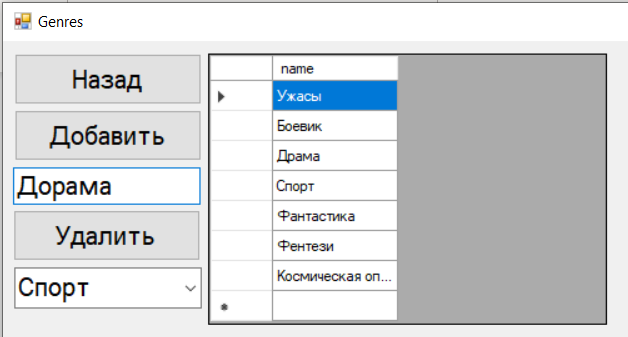 Genres
Назад
Добавить
Дорама
Удалить
Спорт
name
Ужасы
Боевик
Драма
Спорт
Фантастика
Фентези
Космическая оп...